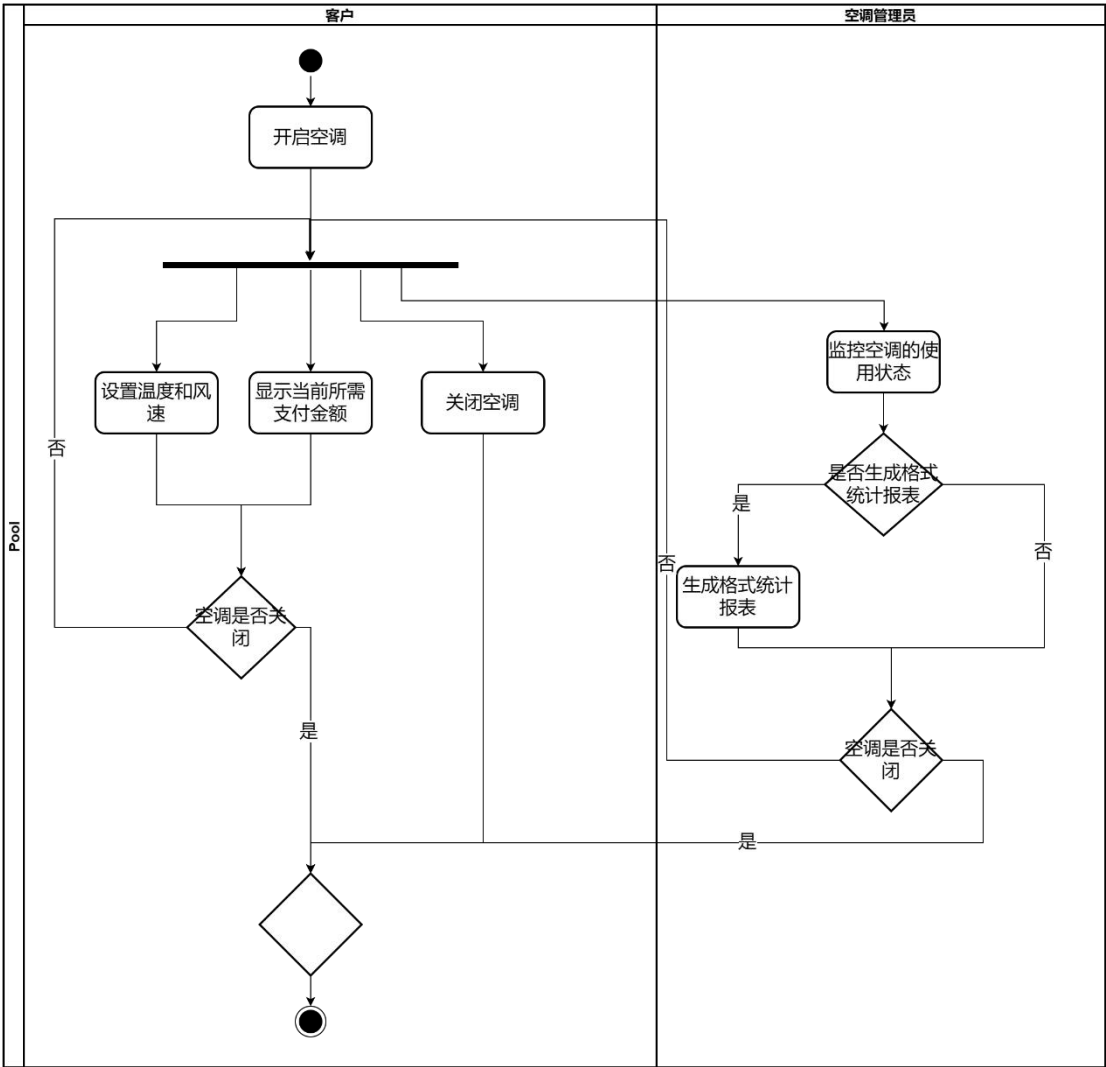 客户
空调管理员
开启空调
监控空调的使
用状态
设置温度和风
速
显示当前所需
支付金额
关闭空调
否
是否生成格式
统计报表
是
否
Pool
否
生成格式统计
报表
空调是否关
闭
是
空调是否关
闭
是